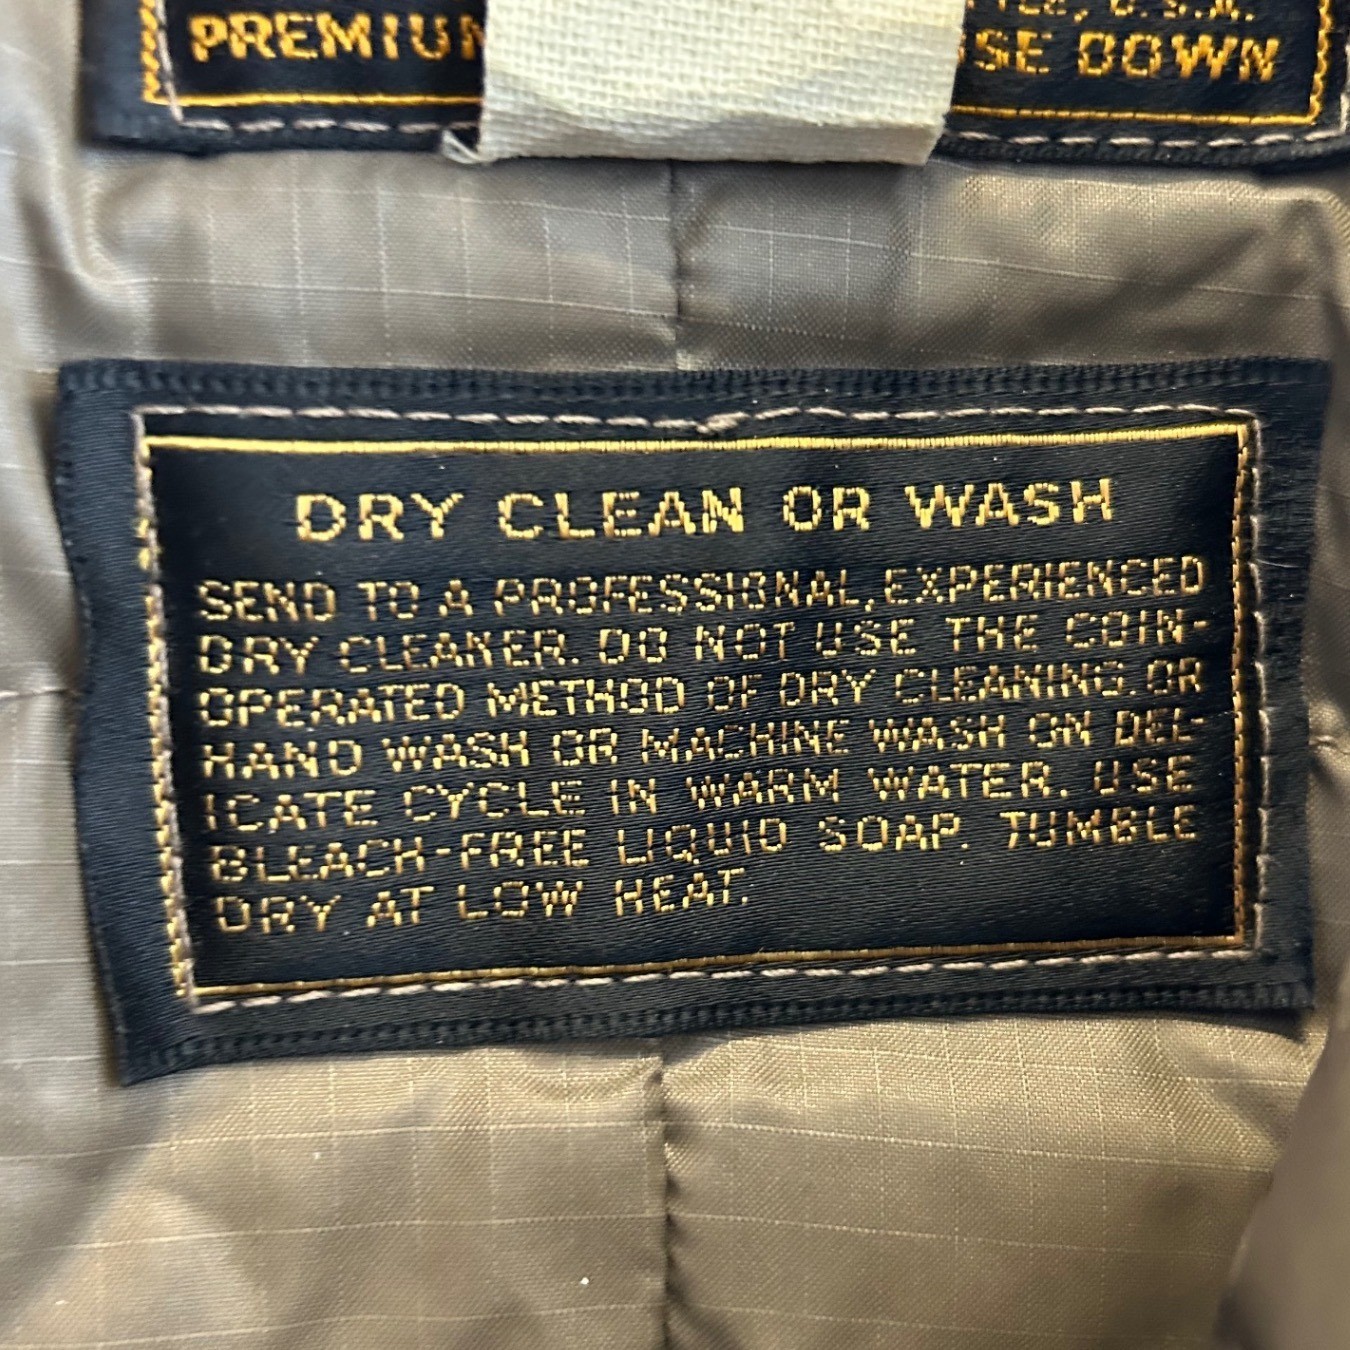 U.S.A.
PREMIUM
DOWN
DRY CLEAN OR WASH
SEND TO A PROFESSIONAL, EXPERIENCED
DRY CLEANER. DO NOT USE THE COIN-
OPERATED METHOD OF DRY CLEANING. OR
HAND WASH OR MACHINE WASH ON DEL-
ICATE CYCLE IN WARM WATER. USE
BLEACH-FREE LIQUID SOAP. TUMBLE
DRY AT LOW HEAT.